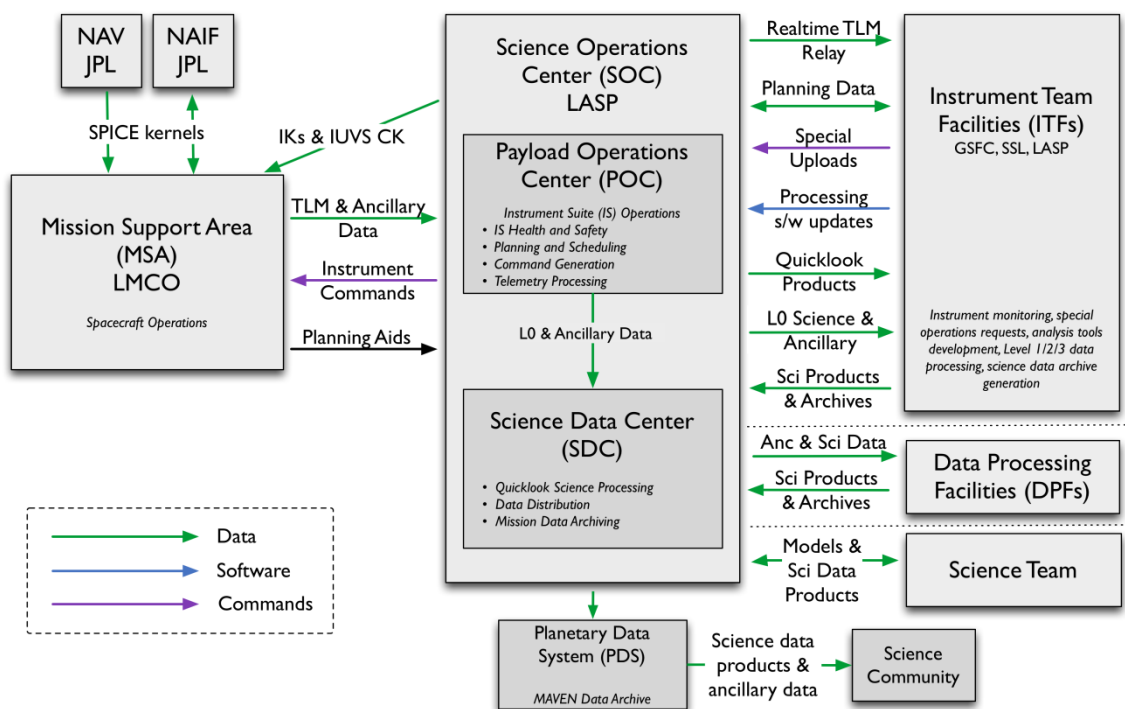 NAV
JPL
NAIF
JPL
SPICE kernels
IKs & IUVS CK
Mission Support Area
(MSA)
LMCO
Spacecraft Operations
TLM & Ancillary
Data
Instrument
Commands
Planning Aids
Science Operations
Center (SOC)
LASP
Payload Operations
Center (POC)
Instrument Suite (IS) Operations
• IS Health and Safety
• Planning and Scheduling
• Command Generation
• Telemetry Processing
L0 & Ancillary Data
Science Data Center
(SDC)
• Quicklook Science Processing
• Data Distribution
• Mission Data Archiving
Realtime TLM
Relay
Planning Data
Special
Uploads
Processing
s/w updates
Quicklook
Products
L0 Science &
Ancillary
Sci Products
& Archives
Instrument Team
Facilities (ITFs)
GSFC, SSL, LASP
Instrument monitoring, special
operations requests, analysis tools
development, Level 1/2/3 data
processing, science data archive
generation
Anc & Sci Data
Sci Products
& Archives
Data Processing
Facilities (DPFs)
Models &
Sci Data
Products
Science Team
Data
Software
Commands
Planetary Data
System (PDS)
MAVEN Data Archive
Science data
products &
ancillary data
Science
Community